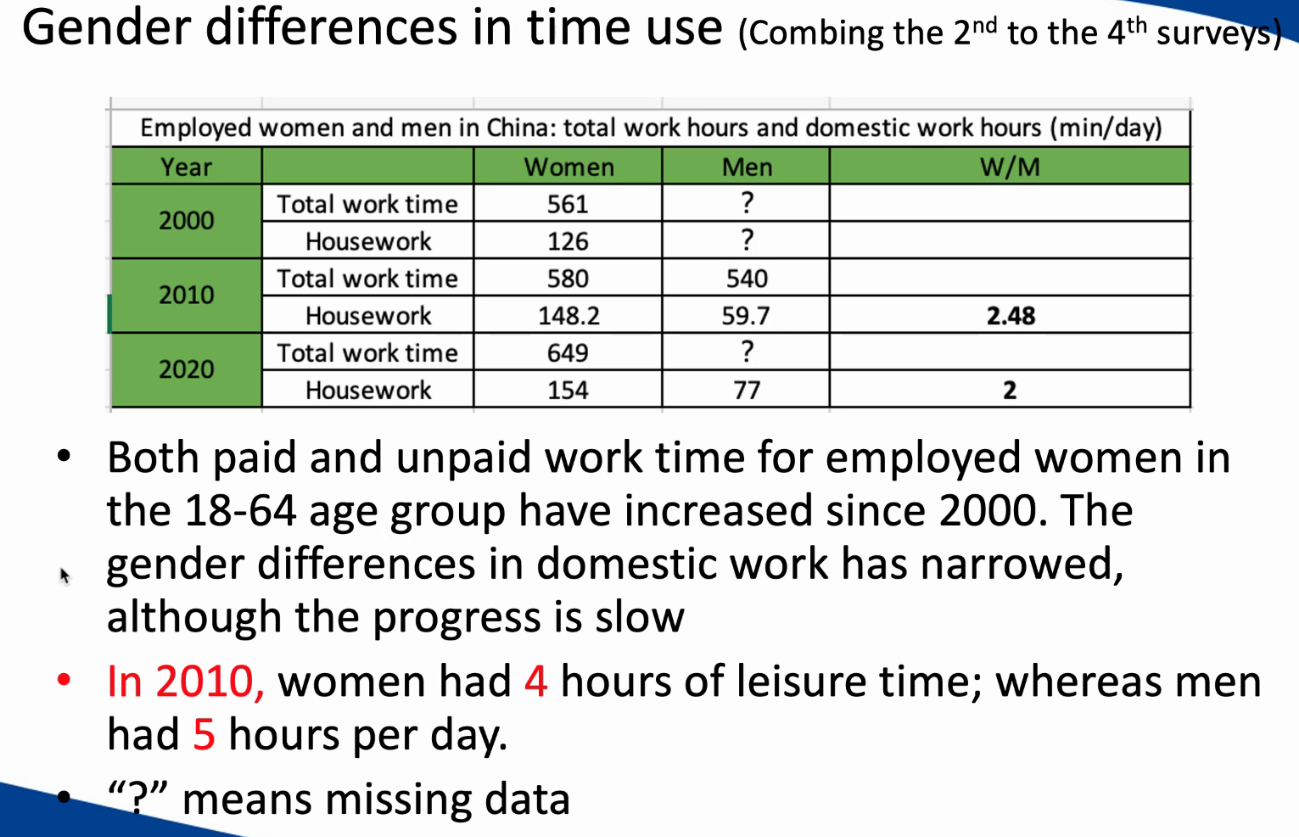 Gender differences in time use (Combing the 2nd to the 4th surveys)
Employed women and men in China: total work hours and domestic work hours (min/day)
Year Women Men W/M
2000 Total work time 561 ?
Housework 126 ?
2010 Total work time 580 540
Housework 148.2 59.7 2.48
2020 Total work time 649 ?
Housework 154 77 2
• Both paid and unpaid work time for employed women in
the 18-64 age group have increased since 2000. The
gender differences in domestic work has narrowed,
although the progress is slow
• In 2010, women had 4 hours of leisure time; whereas men
had 5 hours per day.
• “?” means missing data